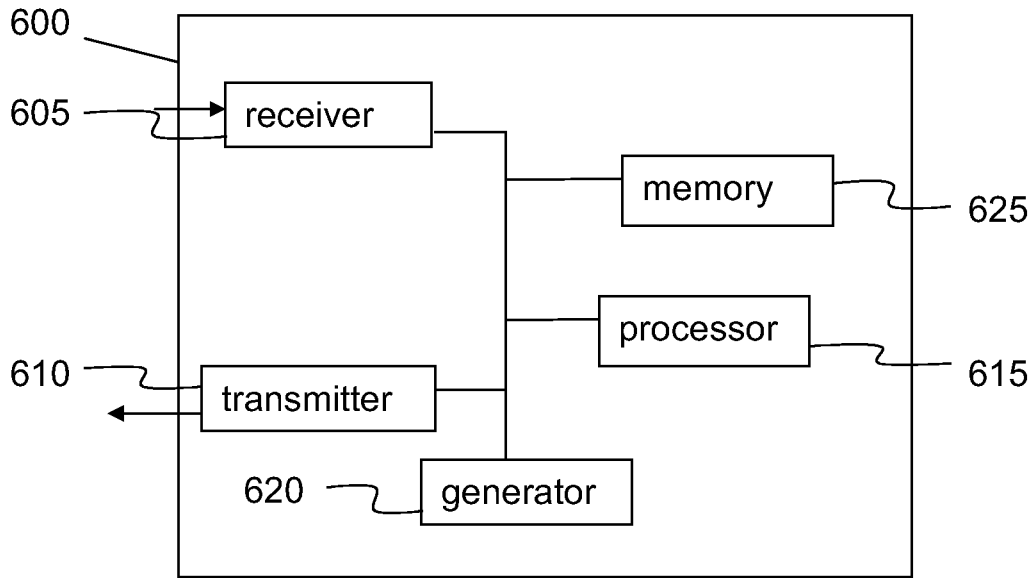 600
605
receiver
memory
625
processor
610
615
transmitter
620
generator